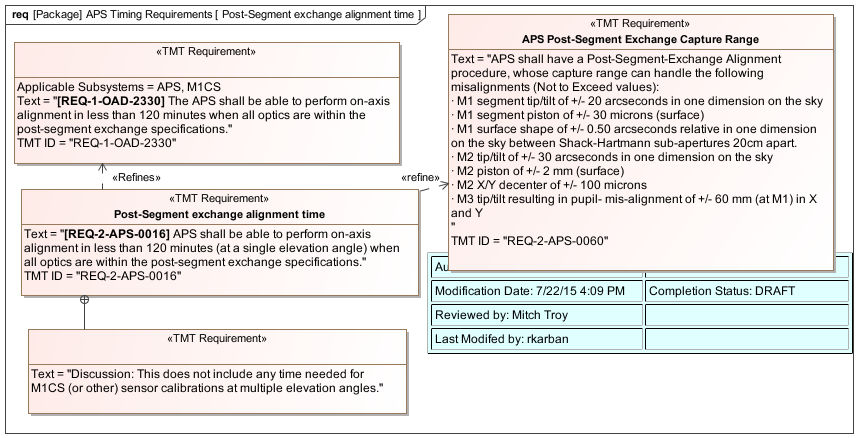 req [Package] APS Timing Requirements [ Post-Segment exchange alignment time ]
«TMT Requirement»
Applicable Subsystems = APS, M1CS
Text = "[REQ-1-OAD-2330] The APS shall be able to perform on-axis
alignment in less than 120 minutes when all optics are within the
post-segment exchange specifications."
TMT ID = "REQ-1-OAD-2330"
«Refines»
«TMT Requirement»
Post-Segment exchange alignment time
Text = "[REQ-2-APS-0016] APS shall be able to perform on-axis
alignment in less than 120 minutes (at a single elevation angle) when
all optics are within the post-segment exchange specifications."
TMT ID = "REQ-2-APS-0016"
«TMT Requirement»
Text = "Discussion: This does not include any time needed for
M1CS (or other) sensor calibrations at multiple elevation angles."
«refine»
«TMT Requirement»
APS Post-Segment Exchange Capture Range
Text = "APS shall have a Post-Segment-Exchange Alignment
procedure, whose capture range can handle the following
misalignments (Not to Exceed values):
· M1 segment tip/tilt of +/- 20 arcseconds in one dimension on the sky
· M1 segment piston of +/- 30 microns (surface)
· M1 surface shape of +/- 0.50 arcseconds relative in one dimension
on the sky between Shack-Hartmann sub-apertures 20cm apart.
· M2 tip/tilt of +/- 30 arcseconds in one dimension on the sky
· M2 piston of +/- 2 mm (surface)
· M2 X/Y decenter of +/- 100 microns
· M3 tip/tilt resulting in pupil- mis-alignment of +/- 60 mm (at M1) in X
and Y
"
TMT ID = "REQ-2-APS-0060"
Au
Modification Date: 7/22/15 4:09 PM
Completion Status: DRAFT
Reviewed by: Mitch Troy
Last Modifed by: rkarban